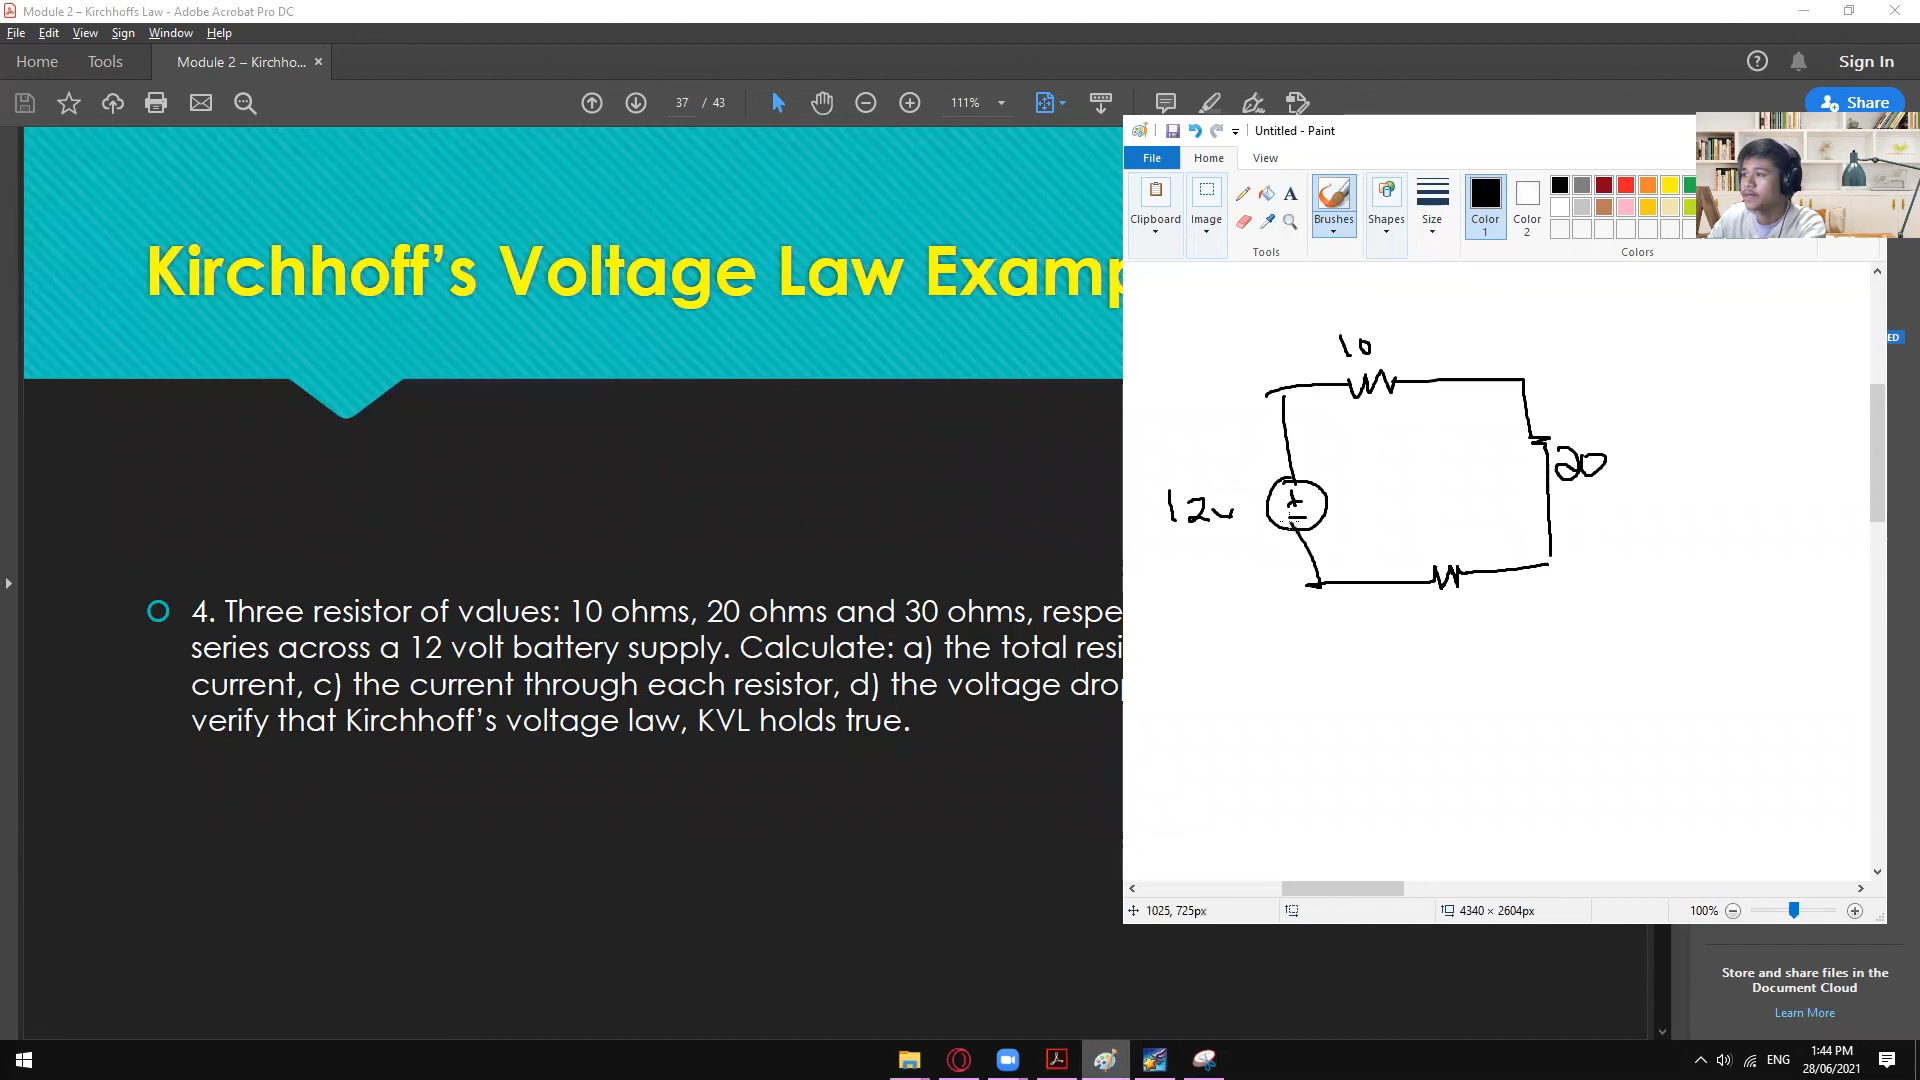 Module 2 – Kirchhoffs Law - Adobe Acrobat Pro DC
File Edit View Sign Window Help
Home Tools Module 2 – Kirchho... × Sign In
37 / 43 111% Share
Untitled - Paint
File Home View
Clipboard Image Brushes Shapes Size Color 1 Color 2
Tools Colors
Kirchhoff's Voltage Law Examp
ED
10
20
12v
4. Three resistor of values: 10 ohms, 20 ohms and 30 ohms, respe
series across a 12 volt battery supply. Calculate: a) the total resi
current, c) the current through each resistor, d) the voltage drop
verify that Kirchhoff's voltage law, KVL holds true.
1025, 725px 4340 × 2604px 100%
Store and share files in the
Document Cloud
Learn More
ENG 1:44 PM
28/06/2021